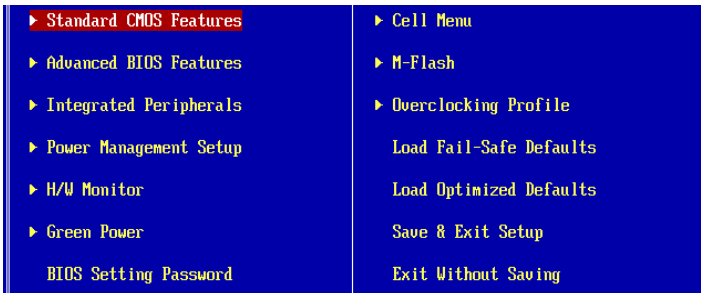 Standard CMOS Features
Advanced BIOS Features
Integrated Peripherals
Power Management Setup
H/W Monitor
Green Power
BIOS Setting Password
Cell Menu
M-Flash
Overclocking Profile
Load Fail-Safe Defaults
Load Optimized Defaults
Save & Exit Setup
Exit Without Saving